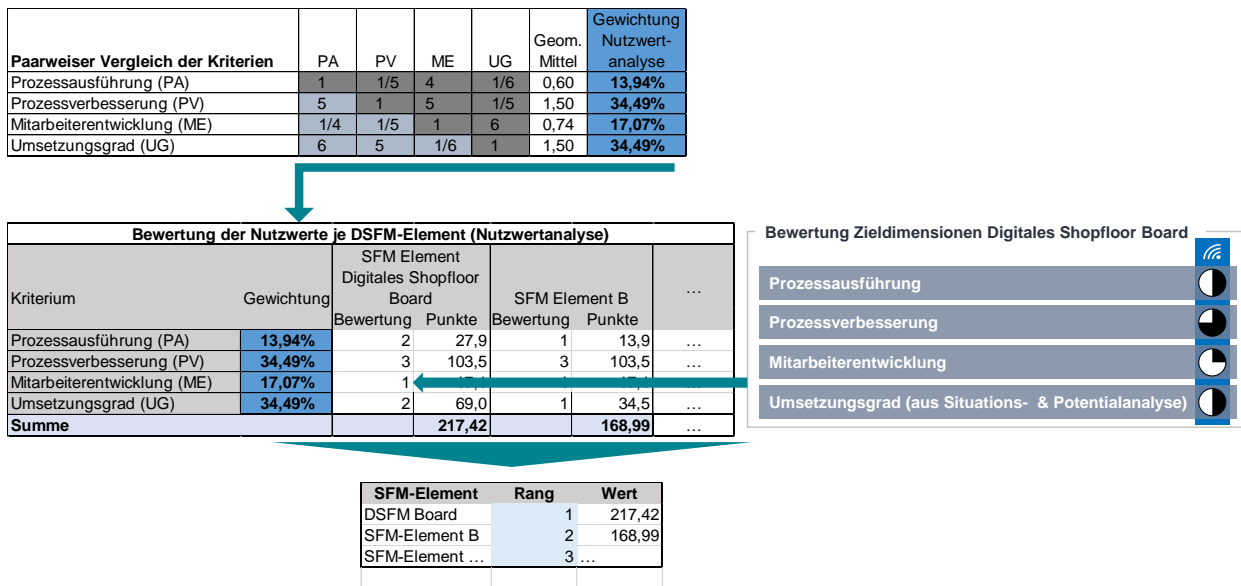 Paarweiser Vergleich der Kriterien PA PV ME UG Geom. Mittel Gewichtung Nutzwert- analyse
Prozessausführung (PA) 1 1/5 4 1/6 0,60 13,94%
Prozessverbesserung (PV) 5 1 5 1/5 1,50 34,49%
Mitarbeiterentwicklung (ME) 1/4 1/5 1 6 0,74 17,07%
Umsetzungsgrad (UG) 6 5 1/6 1 1,50 34,49%
Bewertung der Nutzwerte je DSFM-Element (Nutzwertanalyse)
Kriterium Gewichtung SFM Element Digitales Shopfloor Board SFM Element B …
Bewertung Punkte Bewertung Punkte
Prozessausführung (PA) 13,94% 2 27,9 1 13,9 …
Prozessverbesserung (PV) 34,49% 3 103,5 3 103,5 …
Mitarbeiterentwicklung (ME) 17,07% 1
Umsetzungsgrad (UG) 34,49% 2 69,0 1 34,5 …
Summe 217,42 168,99 …
Bewertung Zieldimensionen Digitales Shopfloor Board
Prozessausführung
Prozessverbesserung
Mitarbeiterentwicklung
Umsetzungsgrad (aus Situations- & Potentialanalyse)
SFM-Element Rang Wert
DSFM Board 1 217,42
SFM-Element B 2 168,99
SFM-Element … 3 …